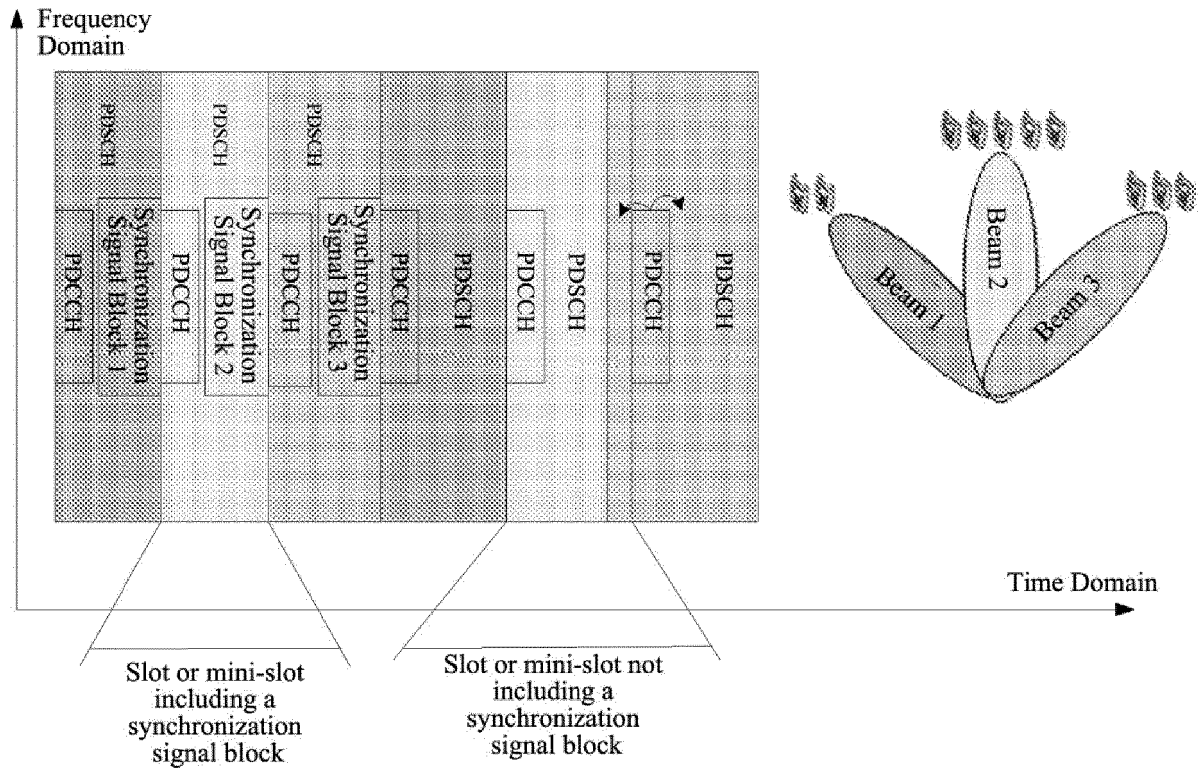 Frequency
Domain
PDSCH
PDSCH
PDSCH
PDCCH
Synchronization
Signal Block 1
PDCCH
Synchronization
Signal Block 2
PDCCH
Synchronization
Signal Block 3
PDCCH
PDSCH
PDCCH
PDSCH
PDCCH
PDSCH
Beam 1
Beam 2
Beam 3
Time Domain
Slot or mini-slot
including a
synchronization
signal block
Slot or mini-slot not
including a
synchronization
signal block